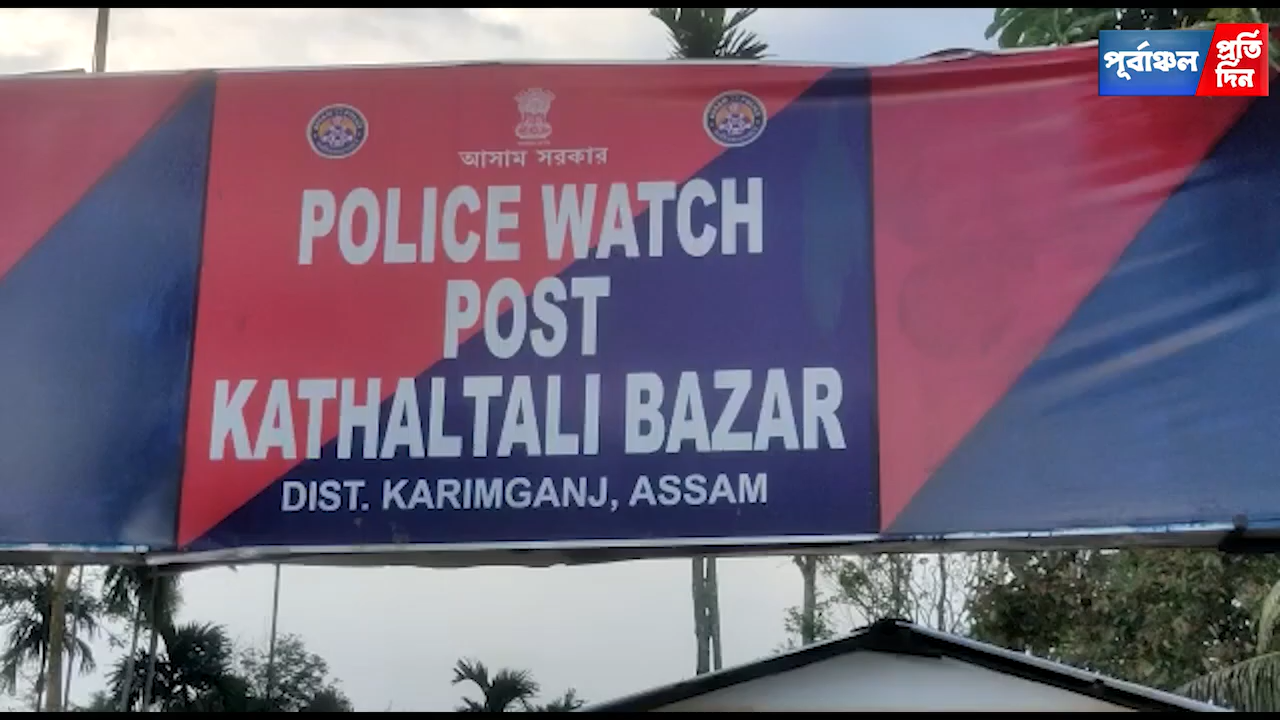 পূর্বাঞ্চল
প্রতি
দিন
আসাম সরকার
POLICE WATCH
POST
KATHALTALI BAZAR
DIST. KARIMGANJ, ASSAM